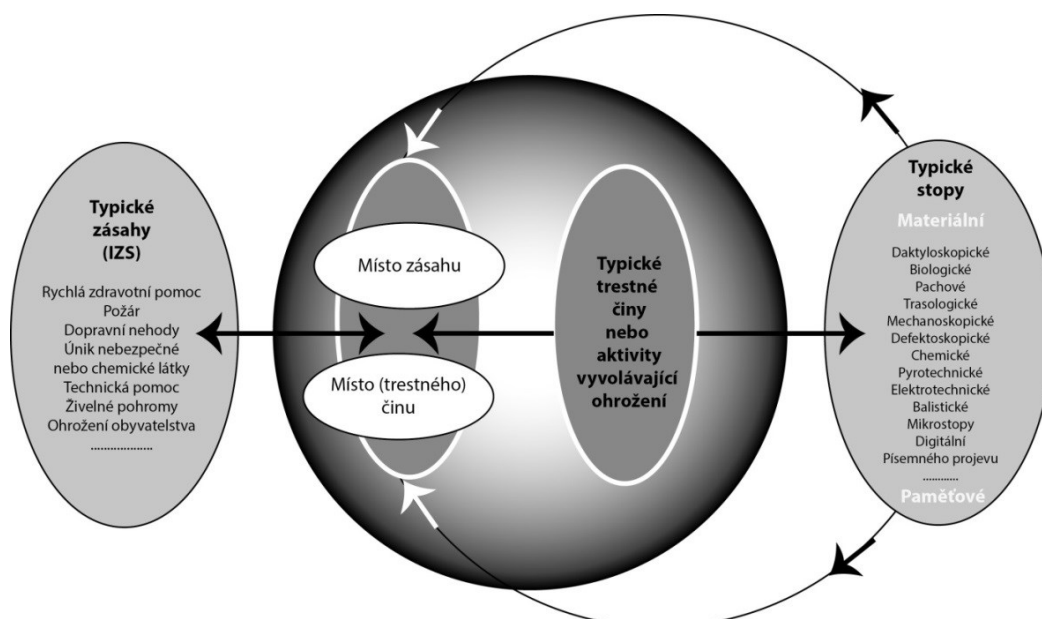 Typické
zásahy
(IZS)
Rychlá zdravotní pomoc
Požár
Dopravní nehody
Únik nebezpečné
nebo chemické látky
Technická pomoc
Živelné pohromy
Ohrožení obyvatelstva
...................
Místo zásahu
Místo (trestného)
činu
Typické
trestné
činy
nebo
aktivity
vyvolávající
ohrožení
Typické
stopy
Materiální
Daktyloskopické
Biologické
Pachové
Trasologické
Mechanoskopické
Defektoskopické
Chemické
Pyrotechnické
Elektrotechnické
Balistické
Mikrostopy
Digitální
Písemného projevu
............
Paměťové